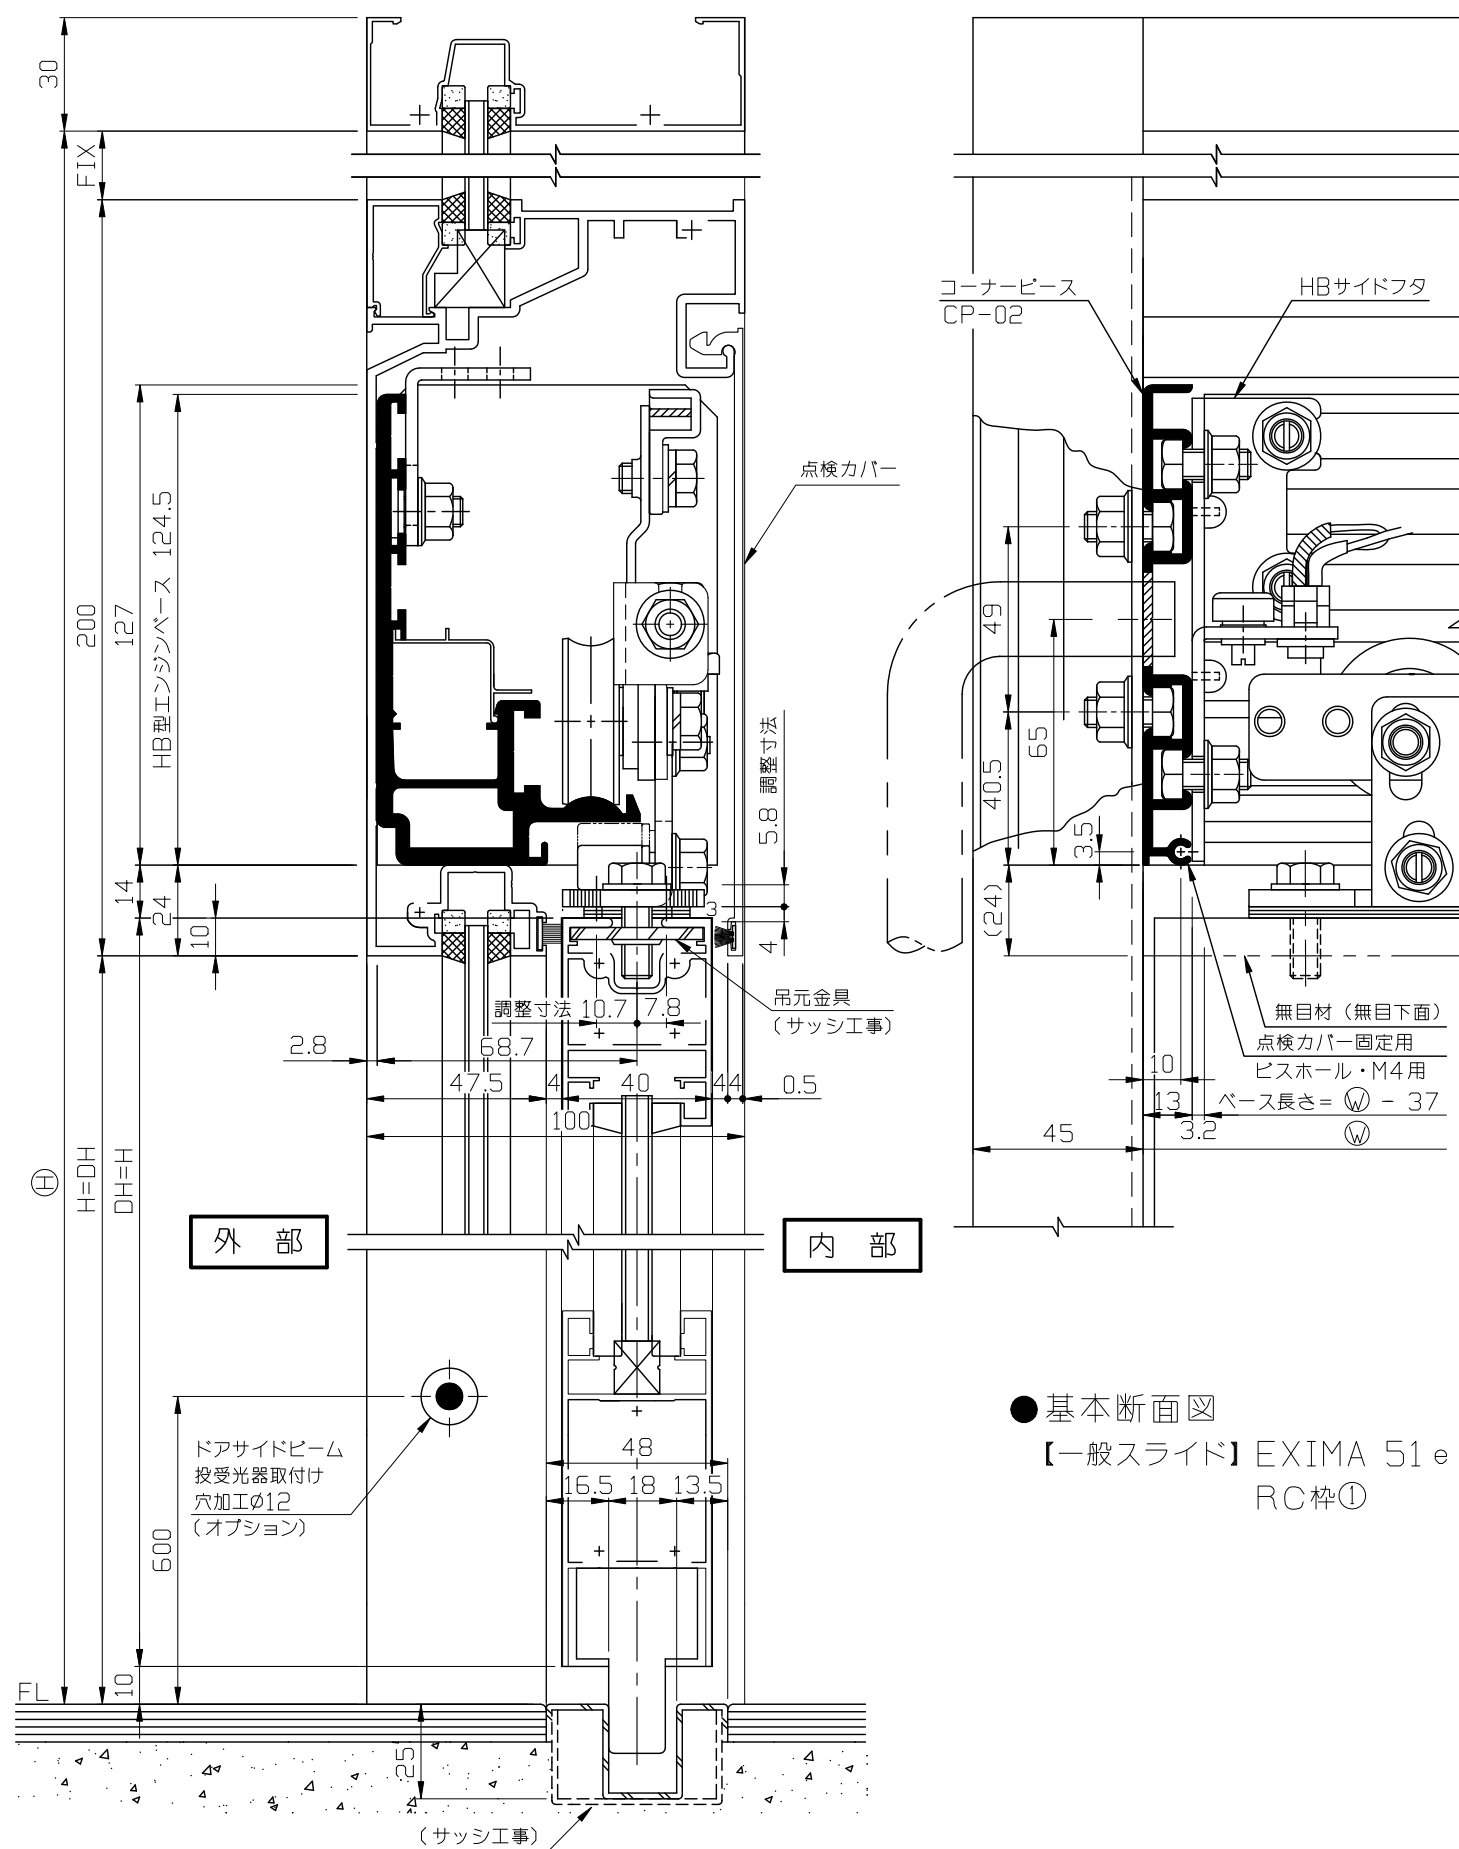 30
FIX
コーナーピース
CP-02
HBサイドフタ
点検カバー
200
127
HB型エンジンベース 124.5
49
65
40.5
3.5
(24)
5.8 調整寸法
14
24
10
3
4
調整寸法 10.7 7.8
吊元金具
(サッシ工事)
無目材 (無目下面)
点検カバー固定用
ビスホール・M4用
2.8
68.7
47.5
4
40
4
4
0.5
100
10
13
ベース長さ= Ⓦ - 37
3.2
45
Ⓦ
Ⓗ
H=DH
DH=H
外 部
内 部
●基本断面図
【一般スライド】 EXIMA 51e
RC枠①
ドアサイドビーム
投受光器取付け
穴加工φ12
(オプション)
600
48
16.5
18
13.5
10
FL
25
(サッシ工事)